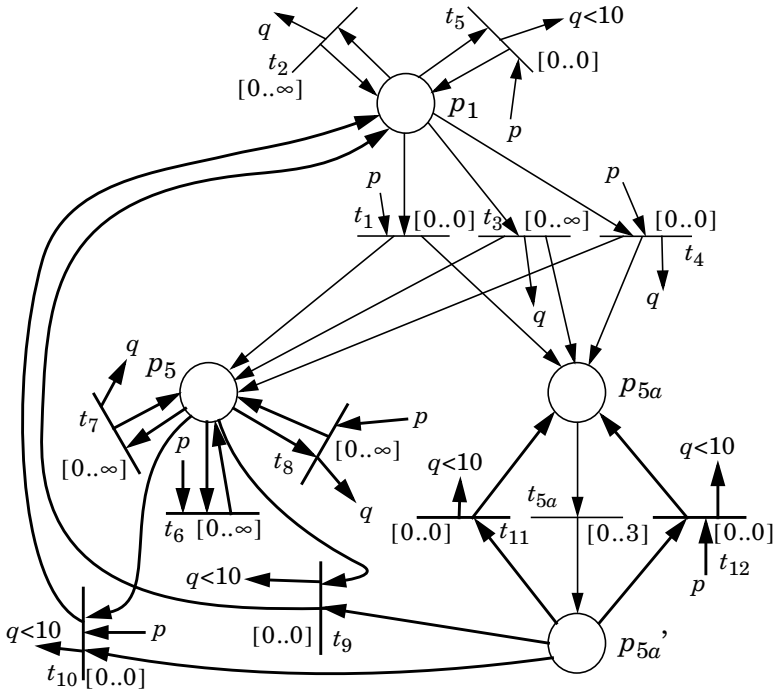 q
t5
q<10
t2
[0..∞]
[0..0]
p1
p
p
p
t1
[0..0]
t3
[0..∞]
[0..0]
t4
q
q
q
p5
p5a
t7
p
p
[0..∞]
t8
[0..∞]
q<10
q<10
q
t5a
t6
[0..∞]
[0..0]
t11
[0..3]
[0..0]
t12
p
q<10
q<10
p
[0..0]
t9
p5a’
t10
[0..0]